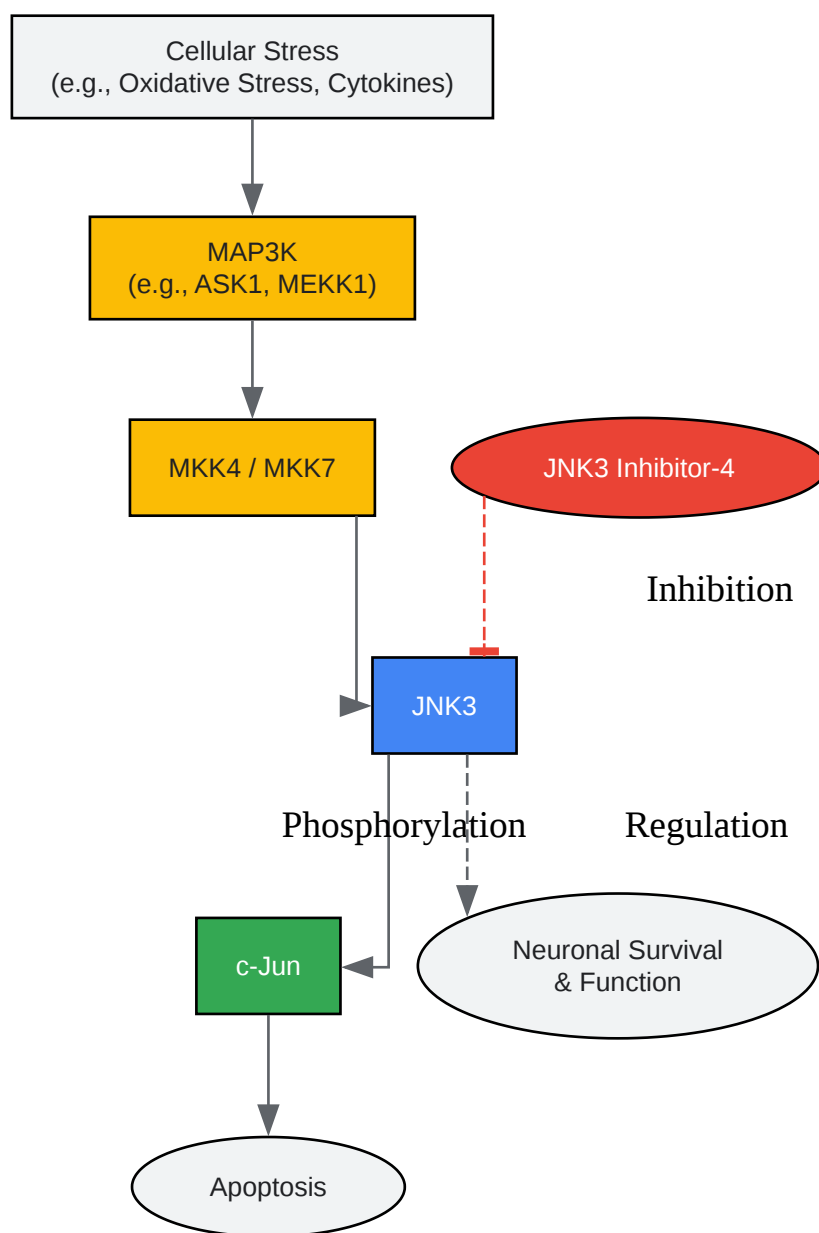 Cellular Stress
(e.g., Oxidative Stress, Cytokines)
MAP3K
(e.g., ASK1, MEKK1)
MKK4 / MKK7
JNK3 Inhibitor-4
Inhibition
JNK3
Phosphorylation
Regulation
c-Jun
Neuronal Survival
& Function
Apoptosis